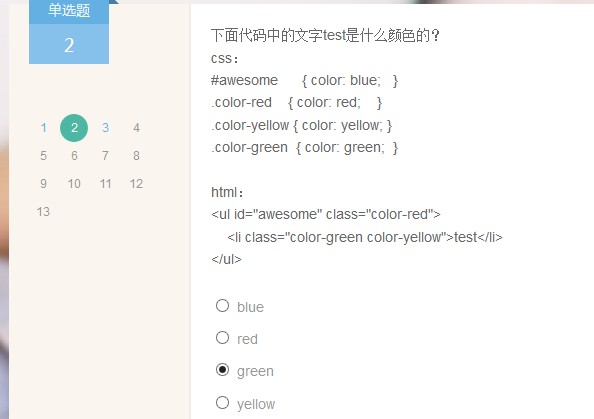 单选题
2
1 2 3 4
5 6 7 8
9 10 11 12
13
下面代码中的文字test是什么颜色的？
css：
#awesome { color: blue; }
.color-red { color: red; }
.color-yellow { color: yellow; }
.color-green { color: green; }
html：
<ul id="awesome" class="color-red">
<li class="color-green color-yellow">test</li>
</ul>
blue
red
green
yellow